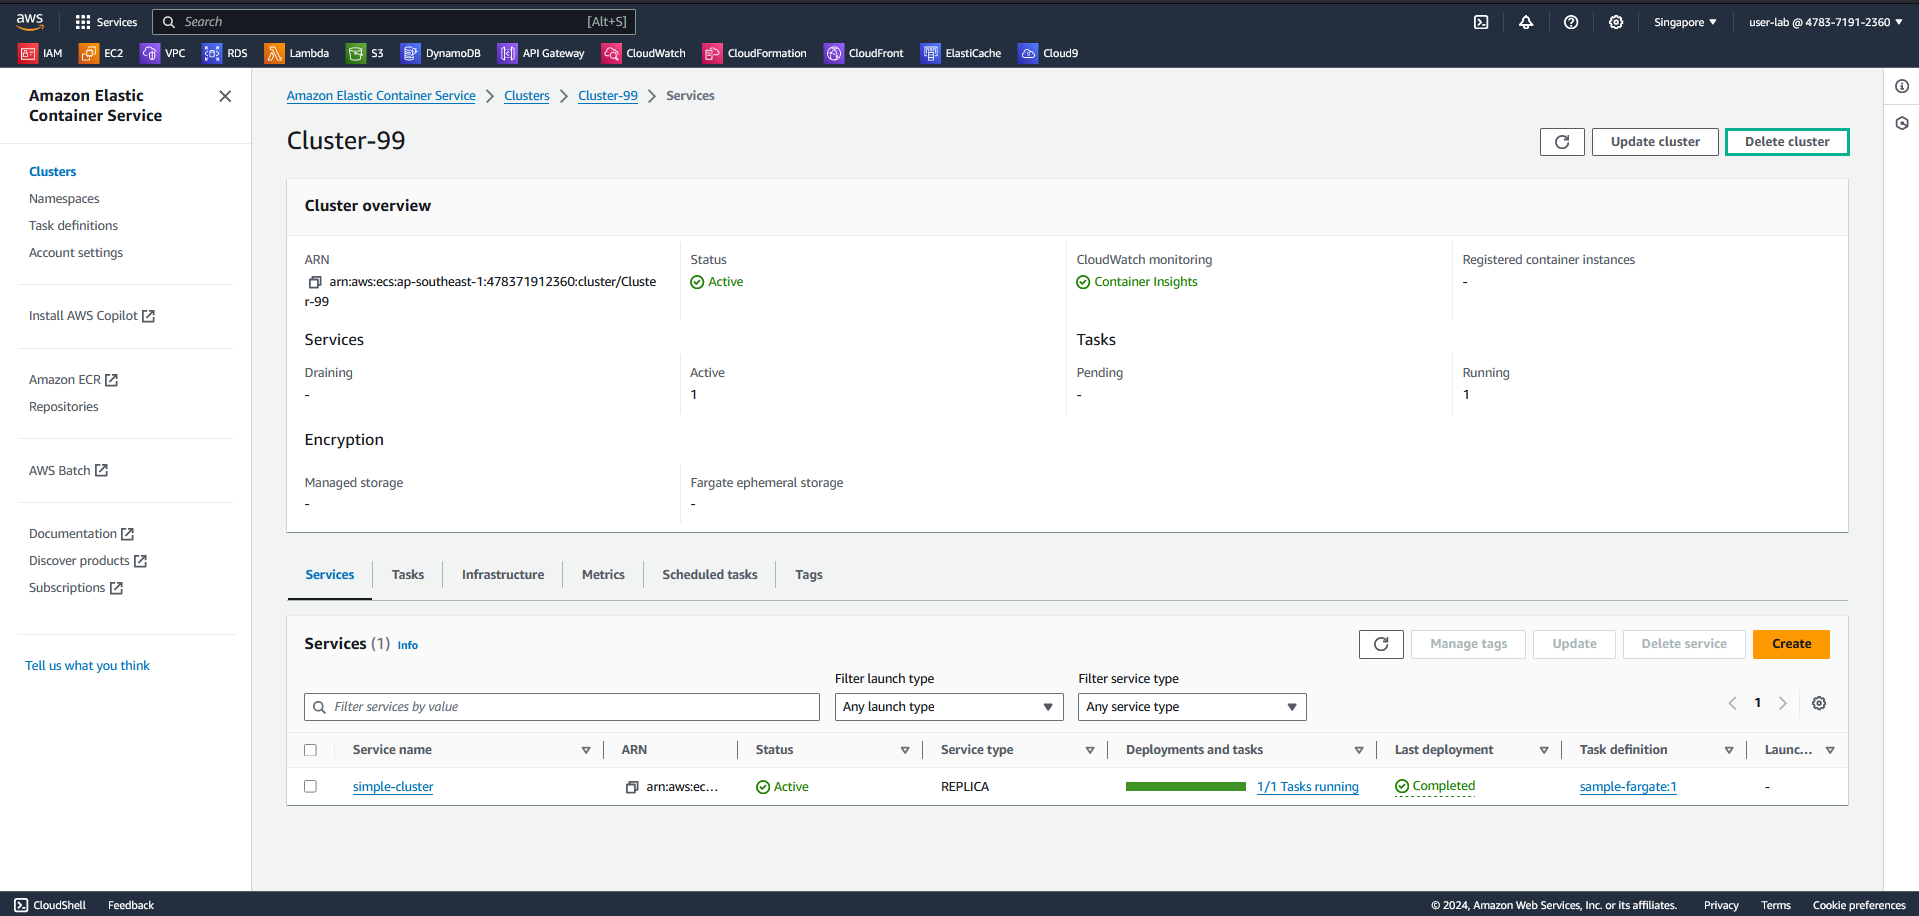 aws
Services
Search
[Alt+S]
Singapore
user-lab @ 4783-7191-2360
IAM
EC2
VPC
RDS
Lambda
S3
DynamoDB
API Gateway
CloudWatch
CloudFormation
CloudFront
ElastiCache
Cloud9
Amazon Elastic
Container Service
Clusters
Namespaces
Task definitions
Account settings
Install AWS Copilot
Amazon ECR
Repositories
AWS Batch
Documentation
Discover products
Subscriptions
Tell us what you think
Amazon Elastic Container Service
Clusters
Cluster-99
Services
Cluster-99
Update cluster
Delete cluster
Cluster overview
ARN
arn:aws:ecs:ap-southeast-1:478371912360:cluster/Cluste
r-99
Status
Active
CloudWatch monitoring
Container Insights
Registered container instances
-
Services
Tasks
Draining
-
Active
1
Pending
-
Running
1
Encryption
Managed storage
-
Fargate ephemeral storage
-
Services
Tasks
Infrastructure
Metrics
Scheduled tasks
Tags
Services (1) Info
Manage tags
Update
Delete service
Create
Filter services by value
Filter launch type
Any launch type
Filter service type
Any service type
1
Service name
ARN
Status
Service type
Deployments and tasks
Last deployment
Task definition
Launc...
simple-cluster
arn:aws:ec...
Active
REPLICA
1/1 Tasks running
Completed
sample-fargate:1
-
CloudShell
Feedback
© 2024, Amazon Web Services, Inc. or its affiliates.
Privacy
Terms
Cookie preferences